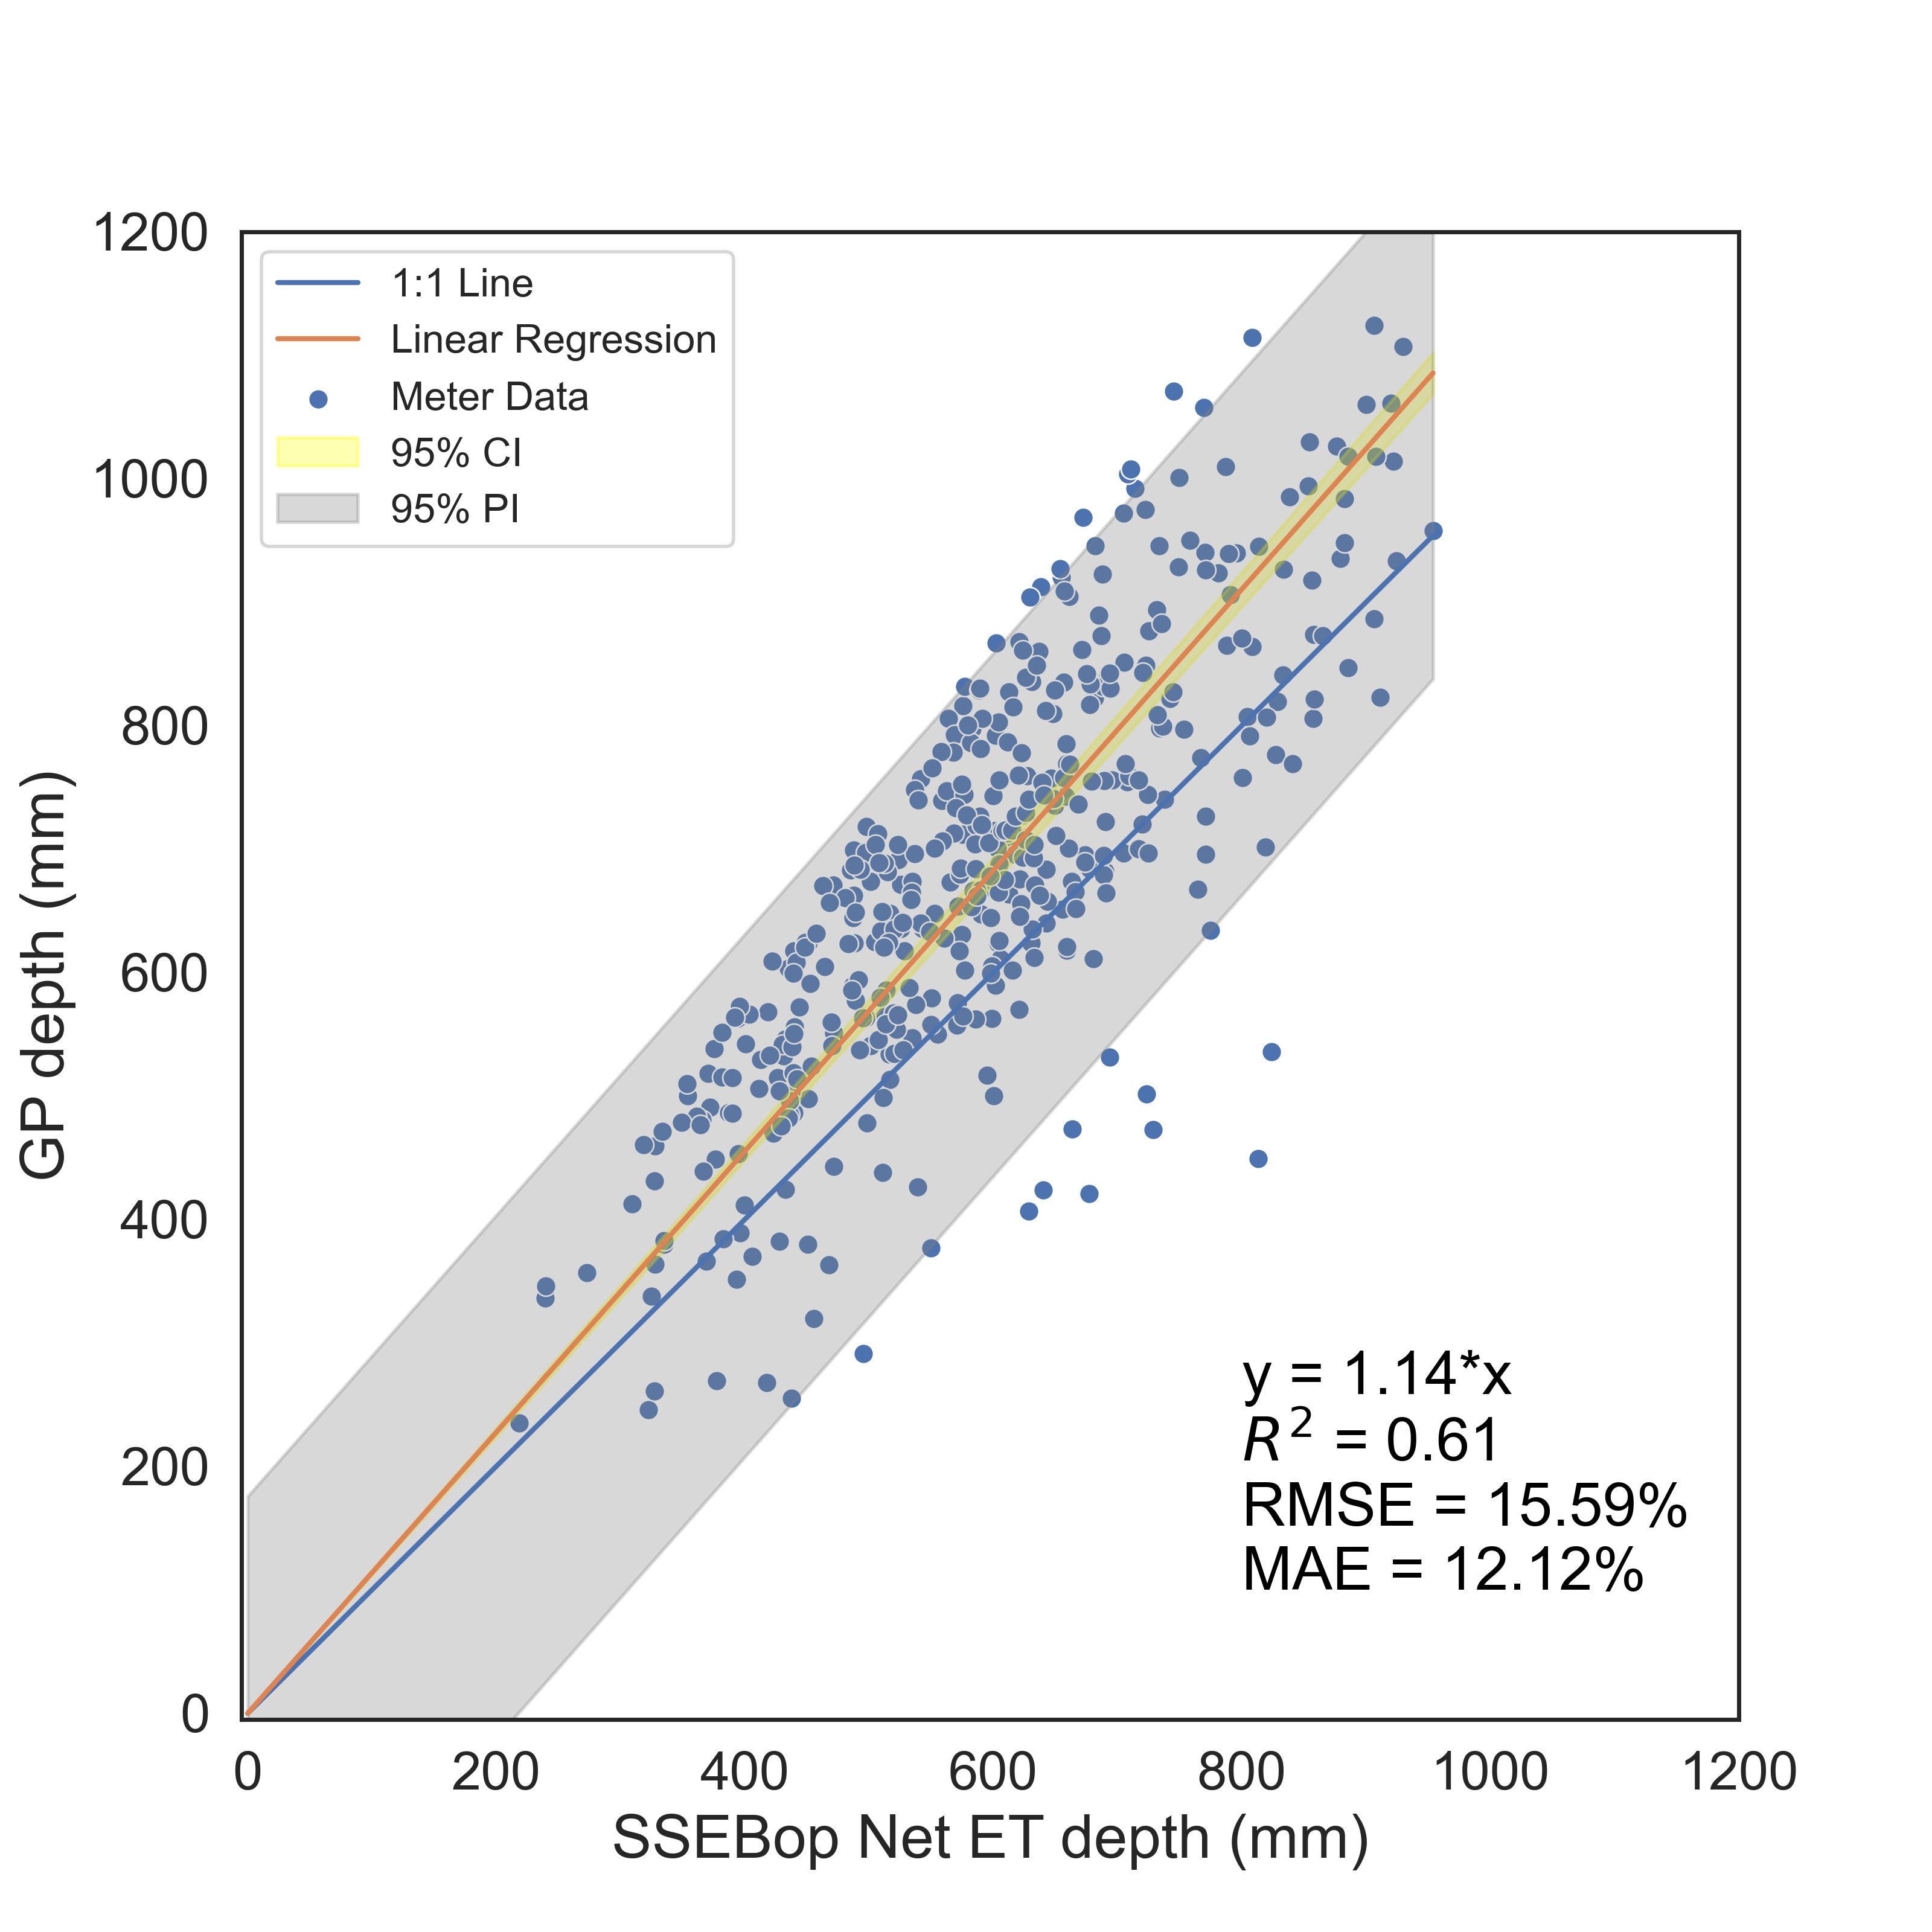 1200
1000
800
600
400
200
0
GP depth (mm)
1:1 Line
Linear Regression
Meter Data
95% CI
95% PI
y = 1.14*x
R² = 0.61
RMSE = 15.59%
MAE = 12.12%
0 200 400 600 800 1000 1200
SSEBop Net ET depth (mm)